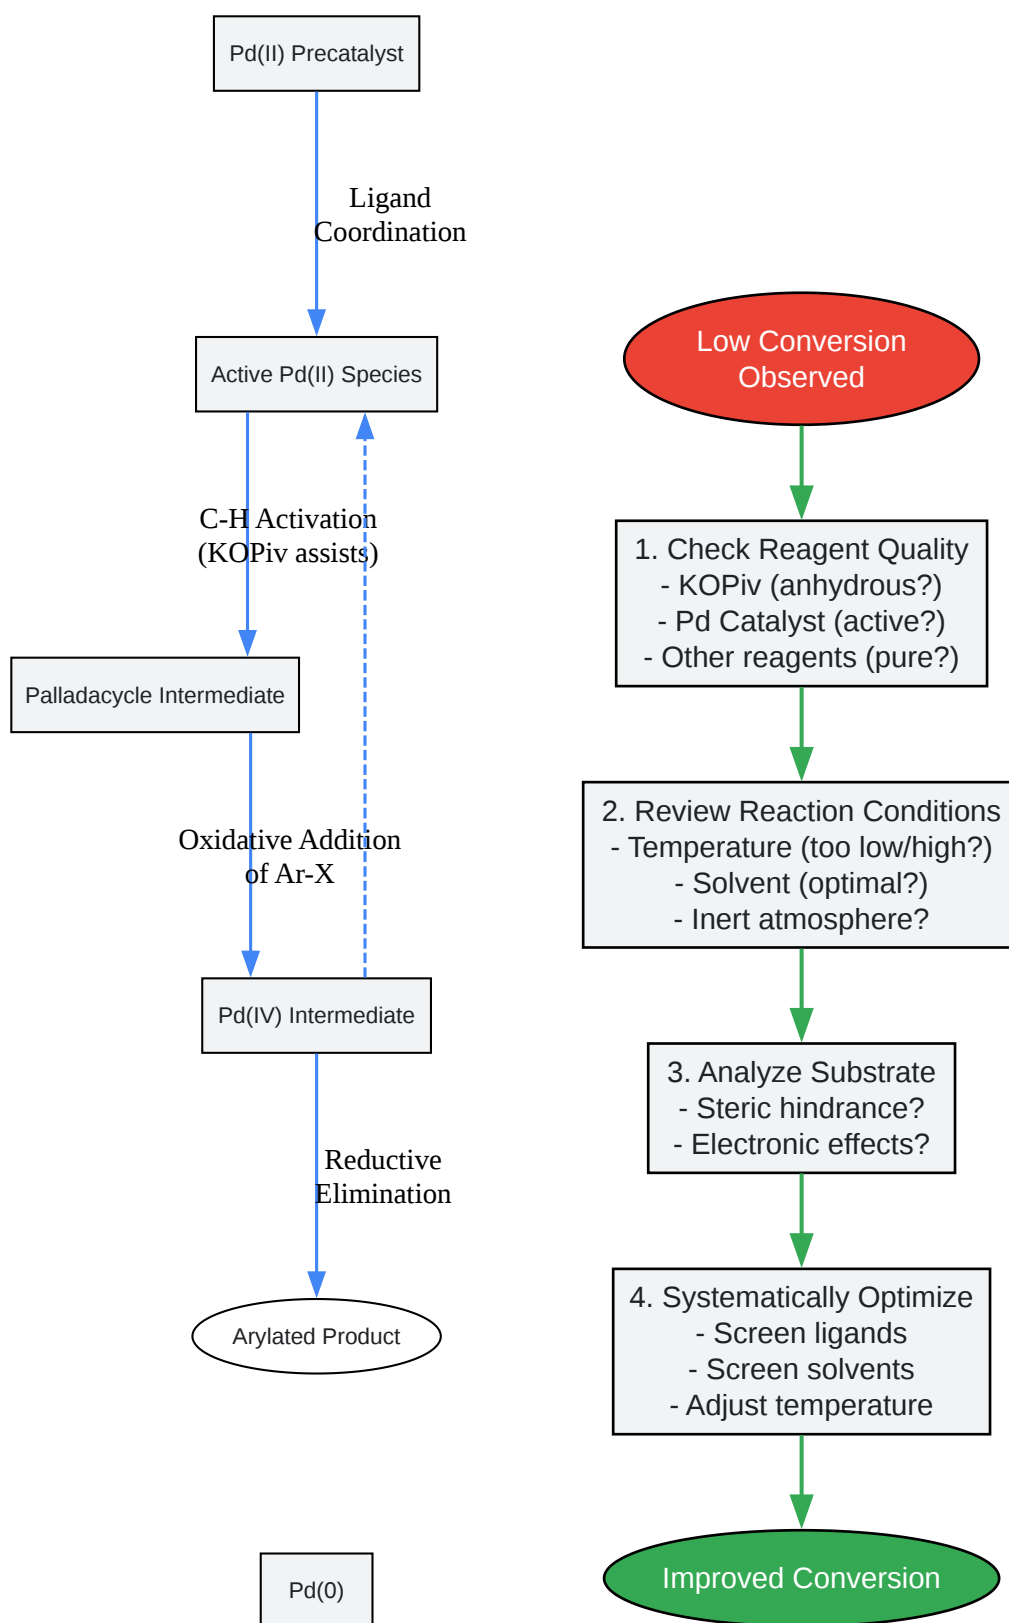 Pd(II) Precatalyst
Ligand
Coordination
Active Pd(II) Species
C-H Activation
(KOPiv assists)
Palladacycle Intermediate
Oxidative Addition
of Ar-X
Pd(IV) Intermediate
Reductive
Elimination
Arylated Product
Pd(0)
Low Conversion
Observed
1. Check Reagent Quality
- KOPiv (anhydrous?)
- Pd Catalyst (active?)
- Other reagents (pure?)
2. Review Reaction Conditions
- Temperature (too low/high?)
- Solvent (optimal?)
- Inert atmosphere?
3. Analyze Substrate
- Steric hindrance?
- Electronic effects?
4. Systematically Optimize
- Screen ligands
- Screen solvents
- Adjust temperature
Improved Conversion